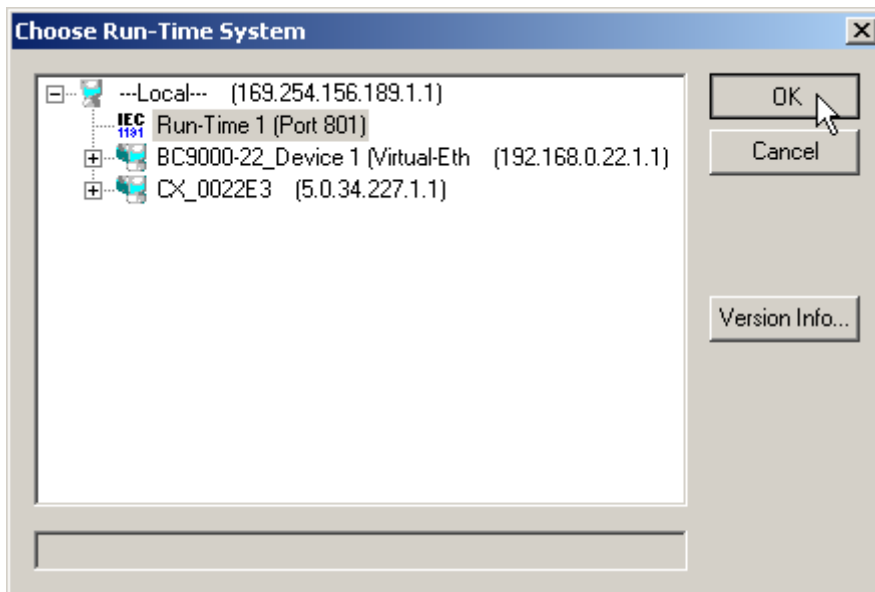 Choose Run-Time System
---Local--- (169.254.156.189.1.1)
IEC
1131
Run-Time 1 (Port 801)
BC9000-22_Device 1 (Virtual-Eth (192.168.0.22.1.1)
CX_0022E3 (5.0.34.227.1.1)
OK
Cancel
Version Info...